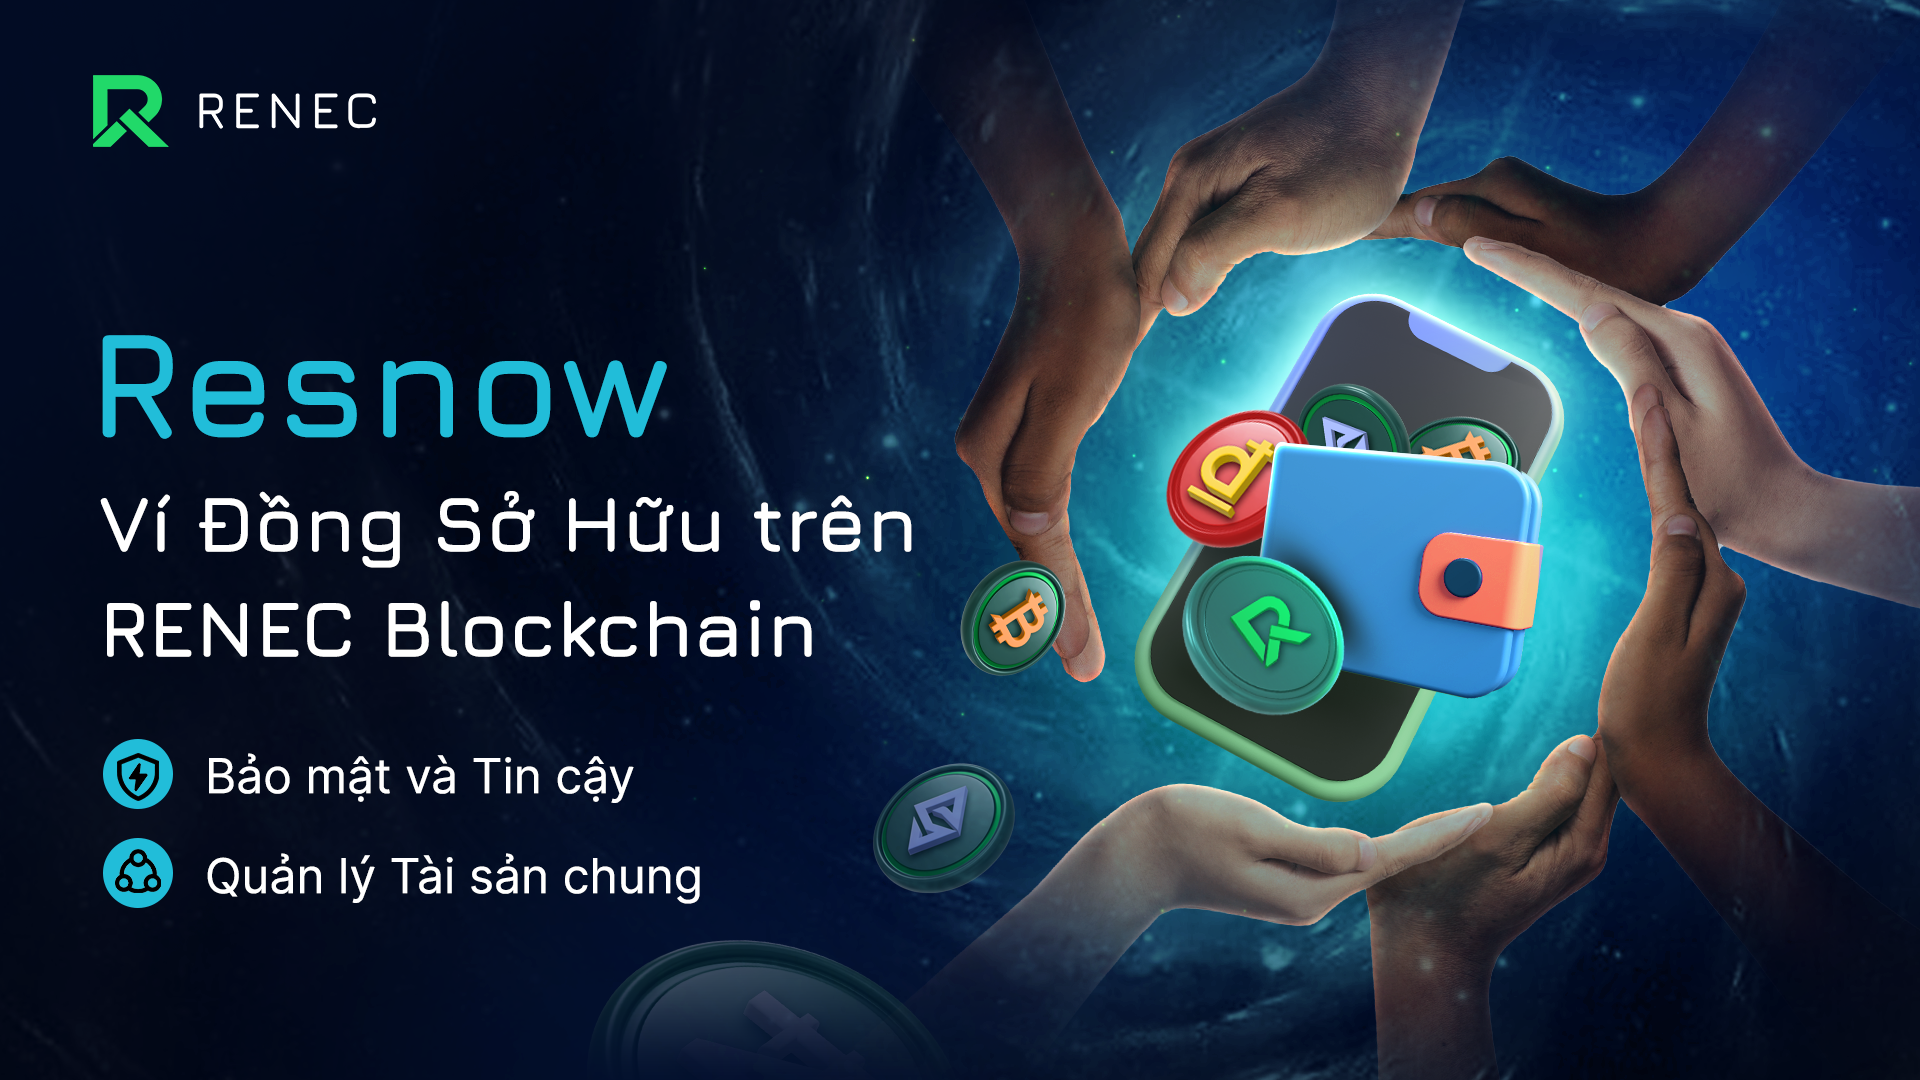 RENEC
Resnow
Ví Đồng Sở Hữu trên
RENEC Blockchain
Bảo mật và Tin cậy
Quản lý Tài sản chung